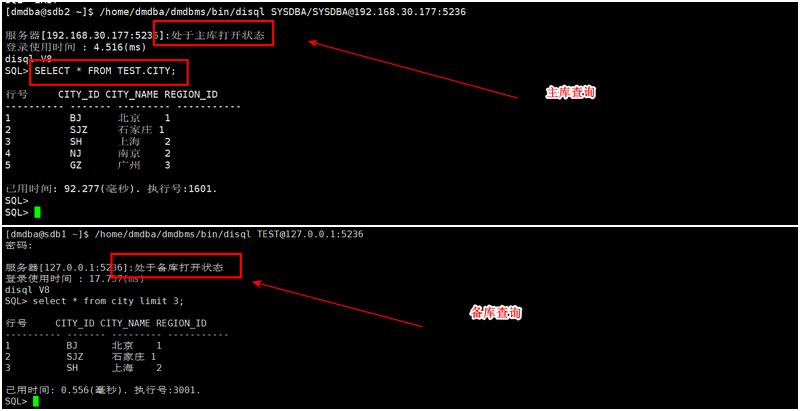 [dmdba@sdb2 ~]$ /home/dmdba/dmdbms/bin/disql SYSDBA/SYSDBA@192.168.30.177:5236
服务器[192.168.30.177:5236]:处于主库打开状态
登录使用时间 : 4.516(ms)
disql V8
SQL> SELECT * FROM TEST.CITY;
主库查询
行号 CITY_ID CITY_NAME REGION_ID
---------- ------- --------- -----------
1 BJ 北京 1
2 SJZ 石家庄 1
3 SH 上海 2
4 NJ 南京 2
5 GZ 广州 3
已用时间: 92.277(毫秒). 执行号:1601.
SQL>
SQL>
[dmdba@sdb1 ~]$ /home/dmdba/dmdbms/bin/disql TEST@127.0.0.1:5236
密码:
服务器[127.0.0.1:5236]:处于备库打开状态
登录使用时间 : 17.757(ms)
disql V8
SQL> select * from city limit 3;
备库查询
行号 CITY_ID CITY_NAME REGION_ID
---------- ------- --------- -----------
1 BJ 北京 1
2 SJZ 石家庄 1
3 SH 上海 2
已用时间: 0.556(毫秒). 执行号:3001.
SQL>